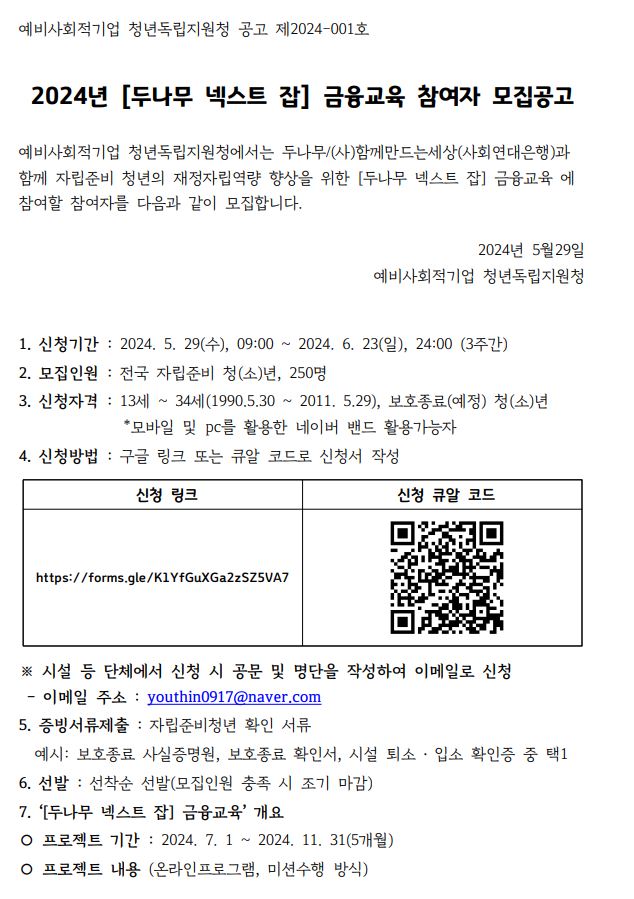 예비사회적기업 청년독립지원청 공고 제2024-001호
2024년 [두나무 넥스트 잡] 금융교육 참여자 모집공고
예비사회적기업 청년독립지원청에서는 두나무/(사)함께만드는세상(사회연대은행)과
함께 자립준비 청년의 재정자립역량 향상을 위한 [두나무 넥스트 잡] 금융교육 에
참여할 참여자를 다음과 같이 모집합니다.
2024년 5월29일
예비사회적기업 청년독립지원청
1. 신청기간 : 2024. 5. 29(수), 09:00 ~ 2024. 6. 23(일), 24:00 (3주간)
2. 모집인원 : 전국 자립준비 청(소)년, 250명
3. 신청자격 : 13세 ~ 34세(1990.5.30 ~ 2011. 5.29), 보호종료(예정) 청(소)년
*모바일 및 pc를 활용한 네이버 밴드 활용가능자
4. 신청방법 : 구글 링크 또는 큐알 코드로 신청서 작성
신청 링크
신청 큐알 코드
https://forms.gle/K1YfGuXGa2zSZ5VA7
※ 시설 등 단체에서 신청 시 공문 및 명단을 작성하여 이메일로 신청
- 이메일 주소 : youthin0917@naver.com
5. 증빙서류제출 : 자립준비청년 확인 서류
예시: 보호종료 사실증명원, 보호종료 확인서, 시설 퇴소 · 입소 확인증 중 택1
6. 선발 : 선착순 선발(모집인원 충족 시 조기 마감)
7. '[두나무 넥스트 잡] 금융교육' 개요
○ 프로젝트 기간 : 2024. 7. 1 ~ 2024. 11. 31(5개월)
○ 프로젝트 내용 (온라인프로그램, 미션수행 방식)